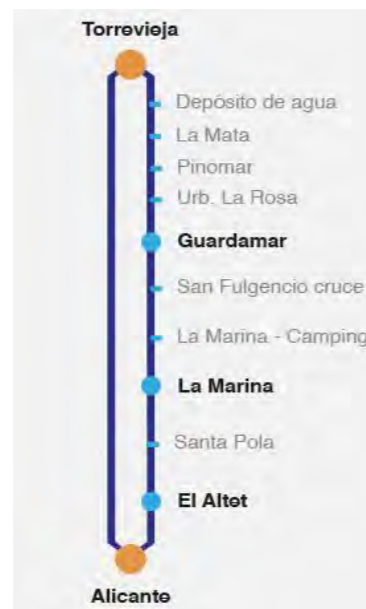 Torrevieja
Depósito de agua
La Mata
Pinomar
Urb. La Rosa
Guardamar
San Fulgencio cruce
La Marina - Camping
La Marina
Santa Pola
El Altet
Alicante